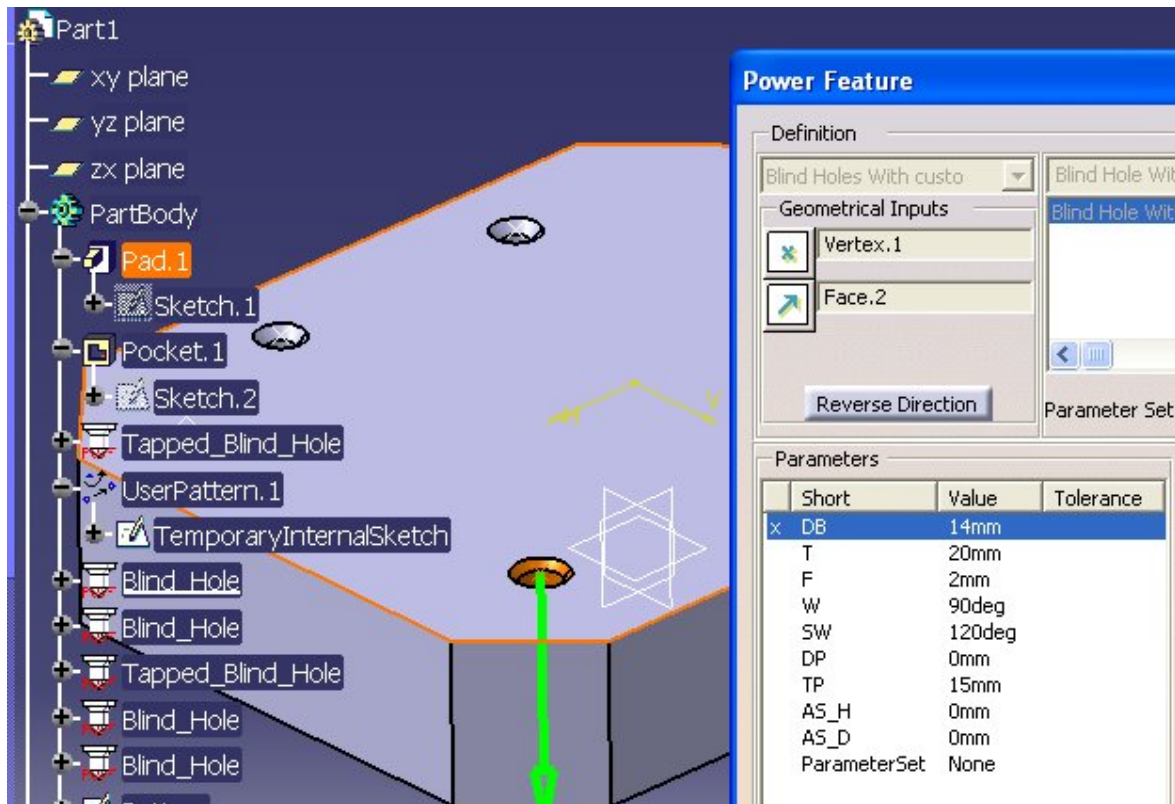 Part1
xy plane
yz plane
zx plane
PartBody
Pad.1
Sketch.1
Pocket.1
Sketch.2
Tapped_Blind_Hole
UserPattern.1
TemporaryInternalSketch
Blind_Hole
Blind_Hole
Tapped_Blind_Hole
Blind_Hole
Blind_Hole
V
H
Power Feature
Definition
Blind Holes With custo
Blind Hole Wit
Geometrical Inputs
Blind Hole Wit
Vertex.1
Face.2
Reverse Direction
Parameter Set
Parameters
Short Value Tolerance
x DB 14mm
T 20mm
F 2mm
W 90deg
SW 120deg
DP 0mm
TP 15mm
AS_H 0mm
AS_D 0mm
ParameterSet None